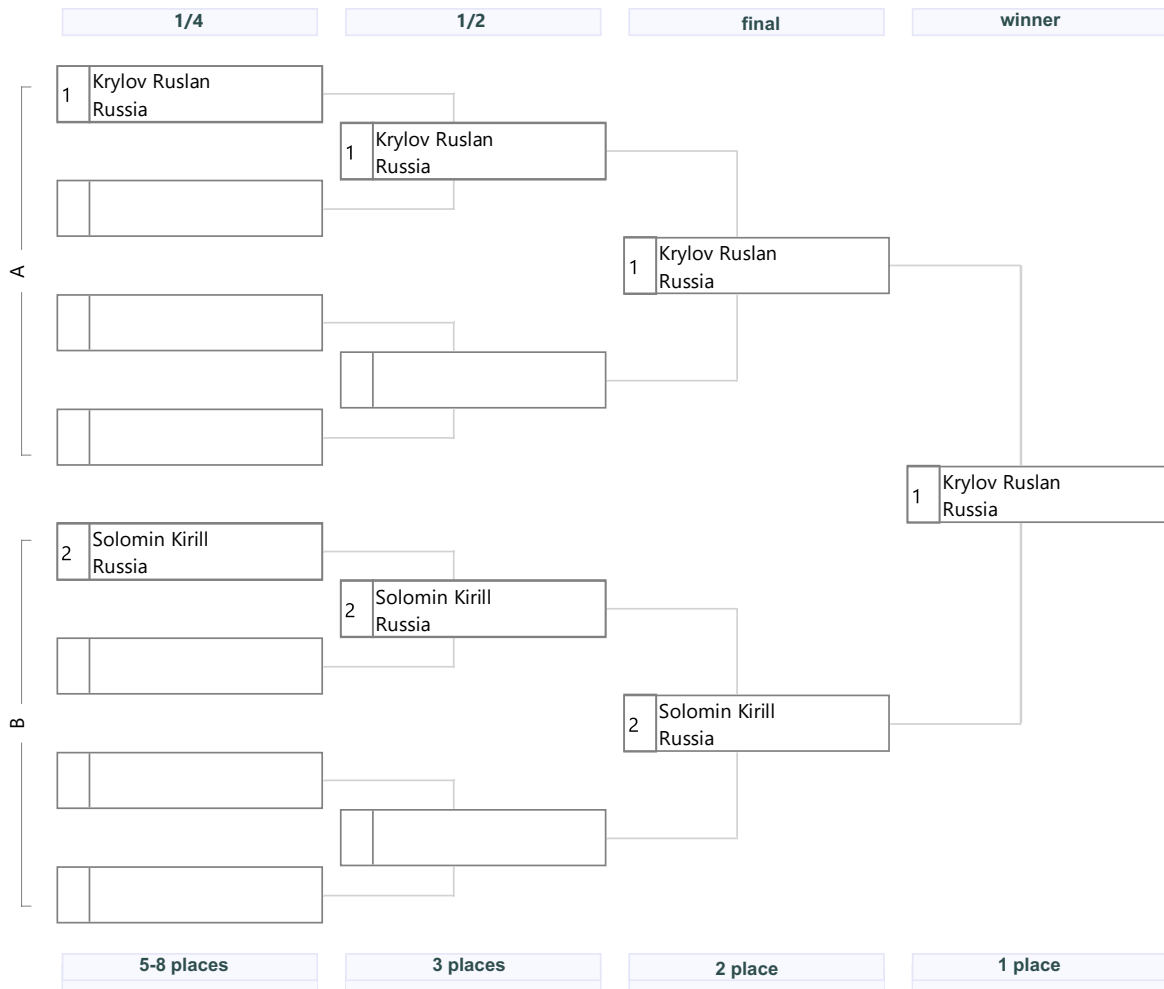 1/4
1/2
final
winner
1
Krylov Ruslan
Russia
1
Krylov Ruslan
Russia
A
1
Krylov Ruslan
Russia
1
Krylov Ruslan
Russia
2
Solomin Kirill
Russia
2
Solomin Kirill
Russia
B
2
Solomin Kirill
Russia
5-8 places
3 places
2 place
1 place